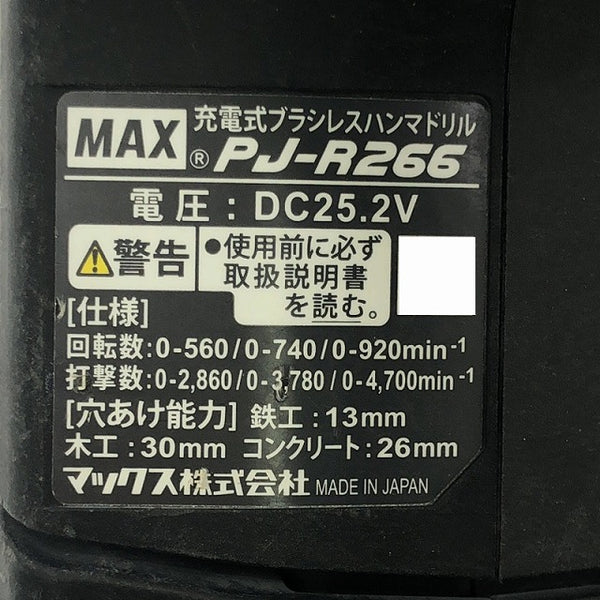 充電式ブラシレスハンマドリル
MAX® PJ-R266
電圧:DC25.2V
警告
●使用前に必ず
取扱説明書
を読む。
[仕様]
回転数:0-560/0-740/0-920min-1
打撃数:0-2,860/0-3,780/0-4,700min-1
[穴あけ能力] 鉄工:13mm
木工:30mm コンクリート:26mm
マックス株式会社 MADE IN JAPAN